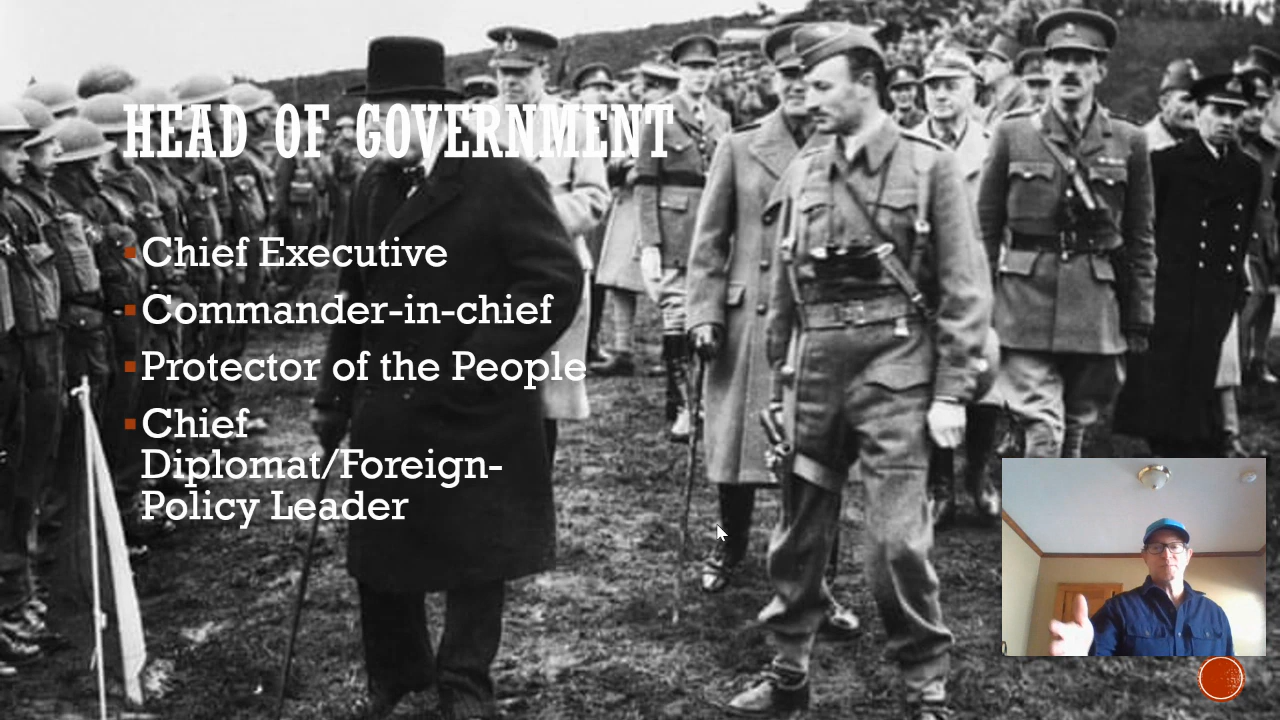 HEAD OF GOVERNMENT
Chief Executive
Commander-in-chief
Protector of the People
Chief
Diplomat/Foreign-
Policy Leader